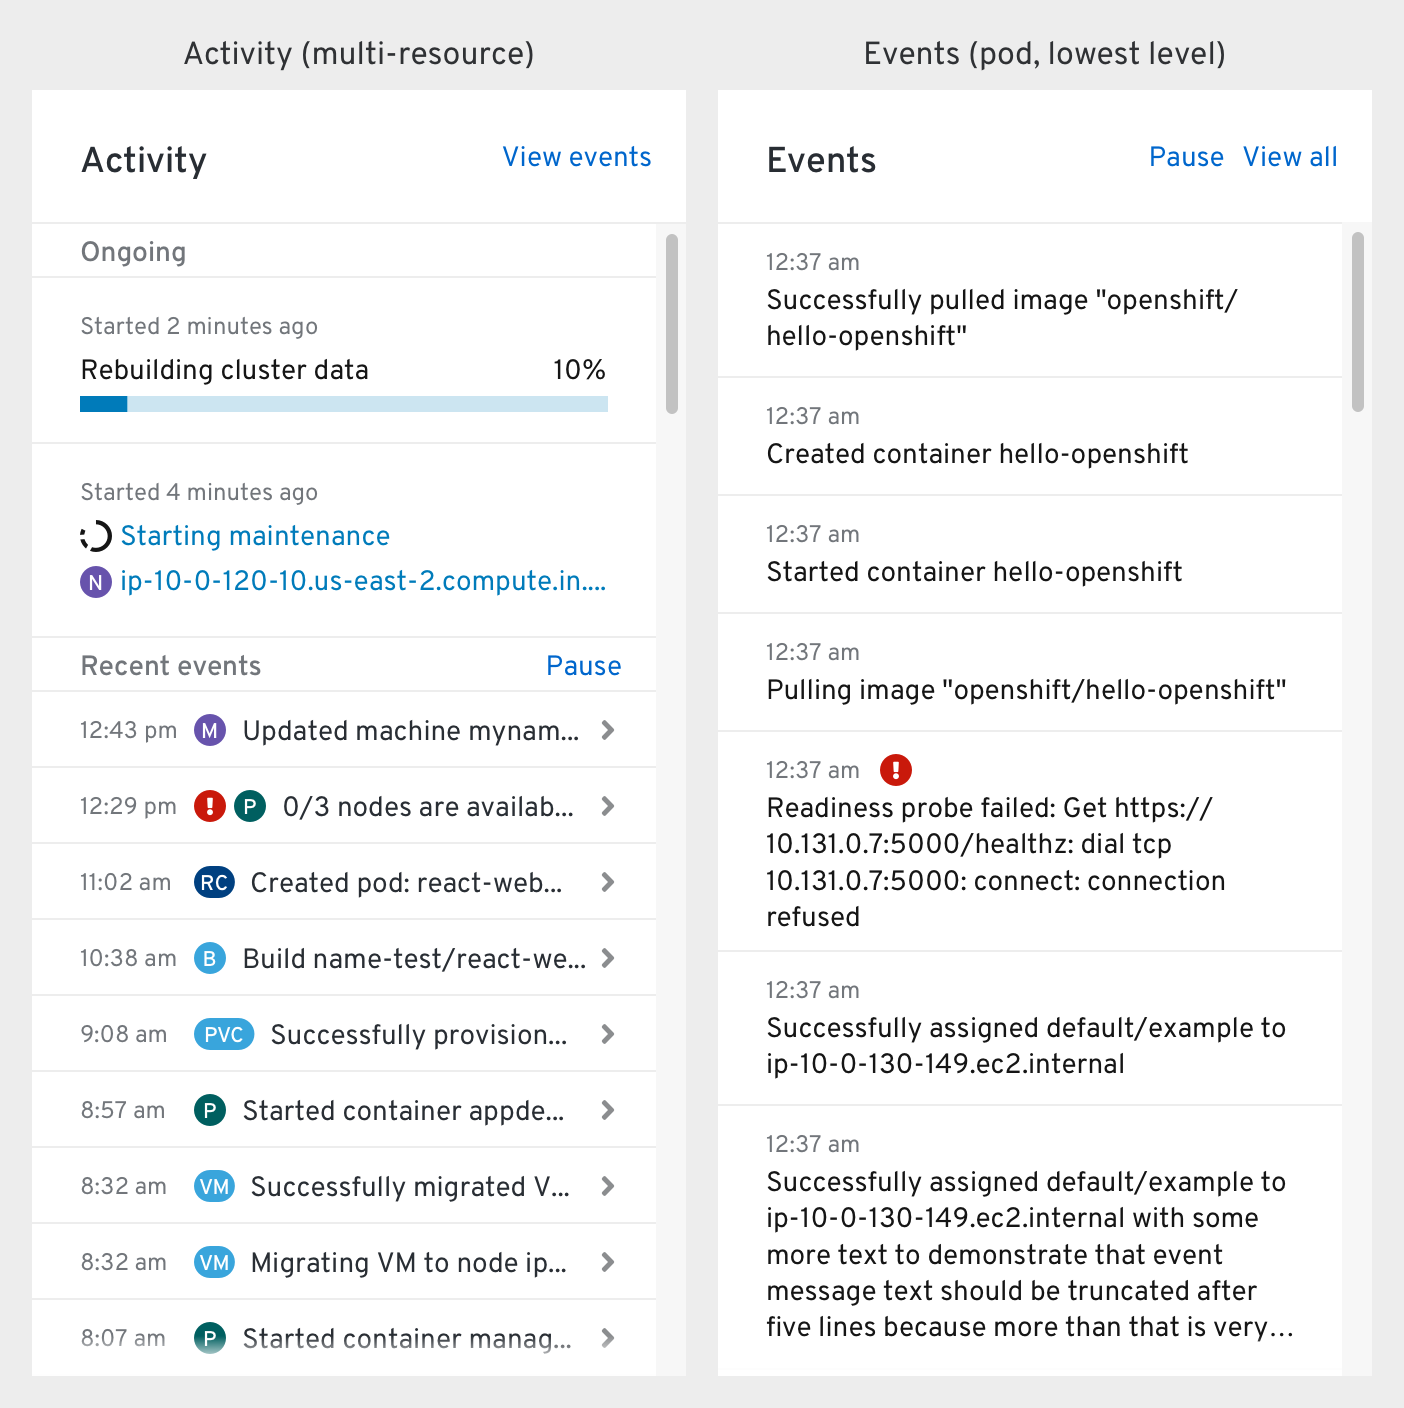 Activity (multi-resource)
Activity
View events
Ongoing
Started 2 minutes ago
Rebuilding cluster data 10%
Started 4 minutes ago
Starting maintenance
N ip-10-0-120-10.us-east-2.compute.in....
Recent events Pause
12:43 pm M Updated machine mynam...
12:29 pm ! P 0/3 nodes are availab...
11:02 am RC Created pod: react-web...
10:38 am B Build name-test/react-we...
9:08 am PVC Successfully provision...
8:57 am P Started container appde...
8:32 am VM Successfully migrated V...
8:32 am VM Migrating VM to node ip...
8:07 am P Started container manag...
Events (pod, lowest level)
Events
Pause View all
12:37 am
Successfully pulled image "openshift/
hello-openshift"
12:37 am
Created container hello-openshift
12:37 am
Started container hello-openshift
12:37 am
Pulling image "openshift/hello-openshift"
12:37 am !
Readiness probe failed: Get https://
10.131.0.7:5000/healthz: dial tcp
10.131.0.7:5000: connect: connection
refused
12:37 am
Successfully assigned default/example to
ip-10-0-130-149.ec2.internal
12:37 am
Successfully assigned default/example to
ip-10-0-130-149.ec2.internal with some
more text to demonstrate that event
message text should be truncated after
five lines because more than that is very...